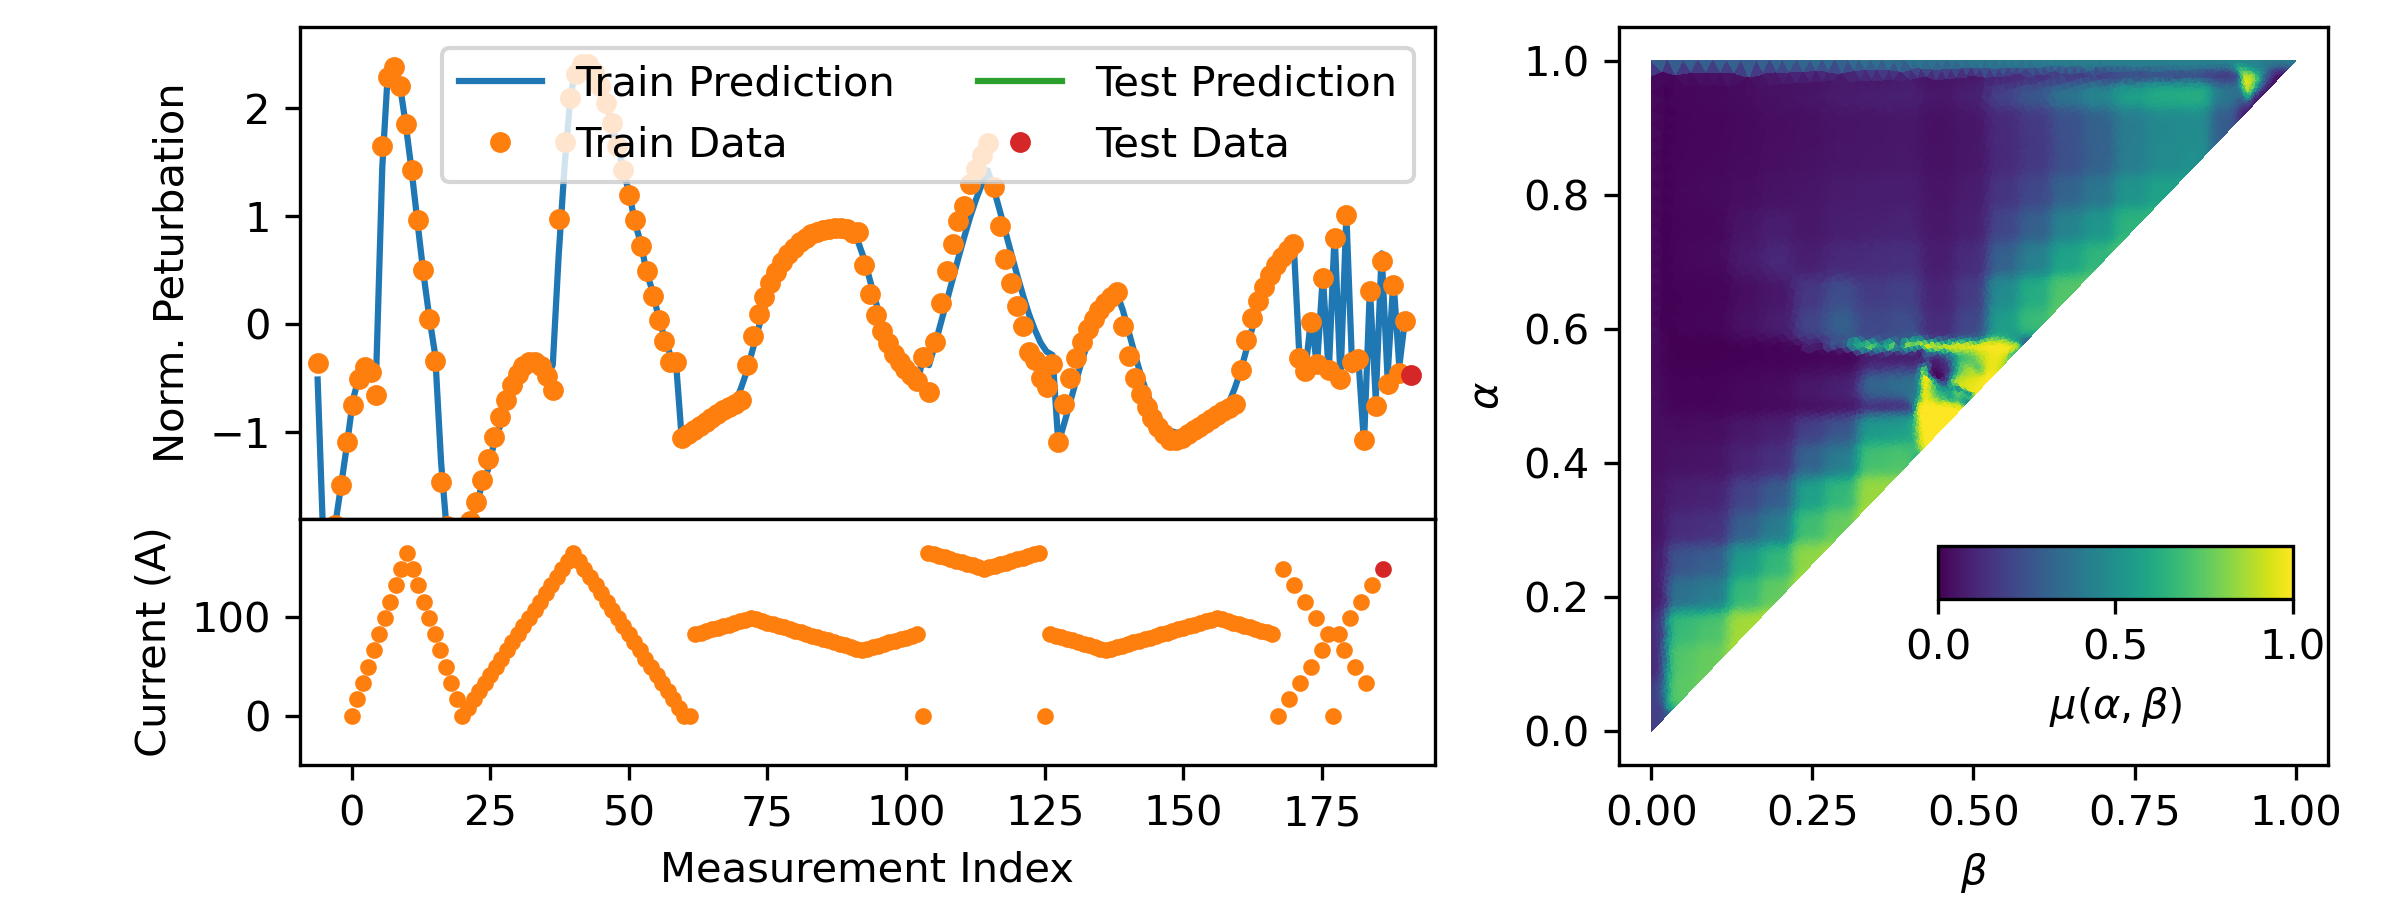 Norm. Peturbation
2
1
0
−1
Train Prediction
Train Data
Test Prediction
Test Data
Current (A)
100
0
0 25 50 75 100 125 150 175
Measurement Index
α
1.0
0.8
0.6
0.4
0.2
0.0
0.0 0.5 1.0
μ(α, β)
0.00 0.25 0.50 0.75 1.00
β